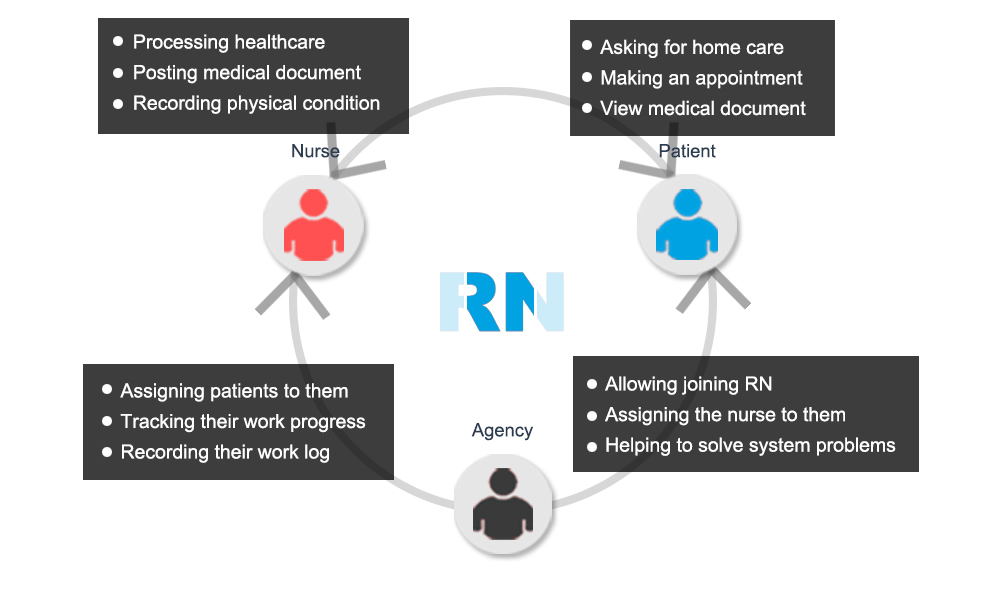 Processing healthcare
Posting medical document
Recording physical condition
Asking for home care
Making an appointment
View medical document
Nurse
Patient
RN
Assigning patients to them
Tracking their work progress
Recording their work log
Allowing joining RN
Assigning the nurse to them
Helping to solve system problems
Agency